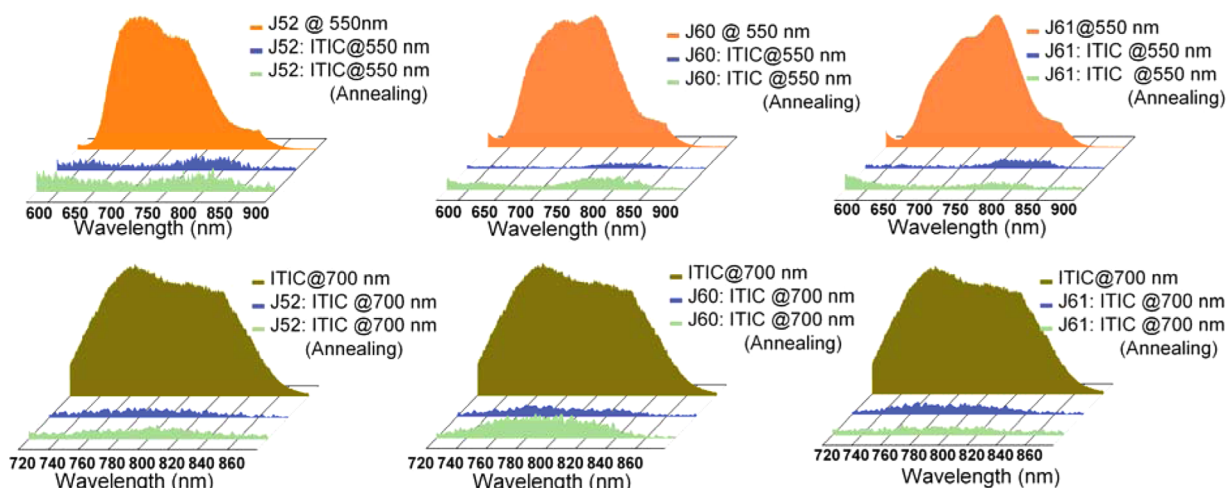 J52 @ 550nm
J52: ITIC@550 nm
J52: ITIC@550 nm
(Annealing)
600 650 700 750 800 850 900
Wavelength (nm)
J60 @ 550 nm
J60: ITIC@550 nm
J60: ITIC @550 nm
(Annealing)
600 650 700 750 800 850 900
Wavelength (nm)
J61@550 nm
J61: ITIC @550 nm
J61: ITIC @550 nm
(Annealing)
600 650 700 750 800 850 900
Wavelength (nm)
ITIC@700 nm
J52: ITIC @700 nm
J52: ITIC @700 nm
(Annealing)
720 740 760 780 800 820 840 860
Wavelength (nm)
ITIC@700 nm
J60: ITIC @700 nm
J60: ITIC @700 nm
(Annealing)
720 740 760 780 800 820 840 860
Wavelength (nm)
ITIC@700 nm
J61: ITIC @700 nm
J61: ITIC @700 nm
(Annealing)
720 740 760 780 800 820 840 860
Wavelength (nm)